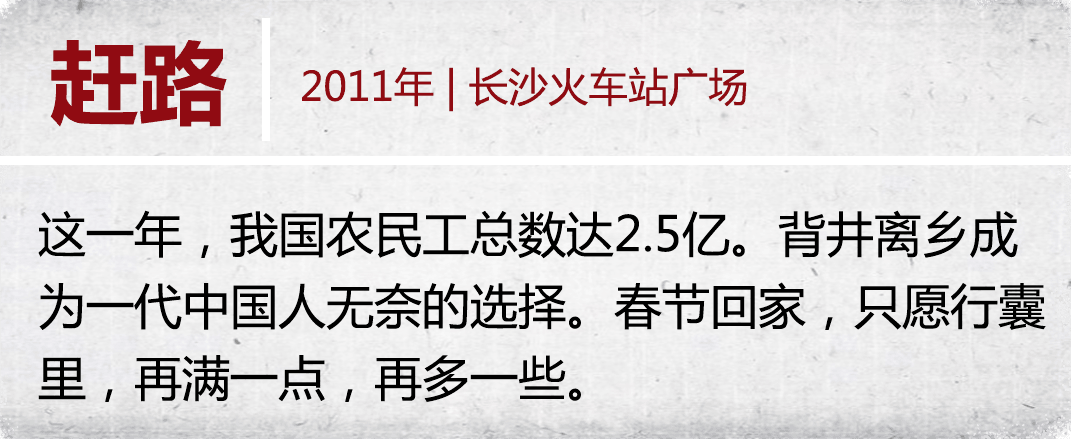 赶路
2011年 | 长沙火车站广场
这一年，我国农民工总数达2.5亿。背井离乡成
为一代中国人无奈的选择。春节回家，只愿行囊
里，再满一点，再多一些。